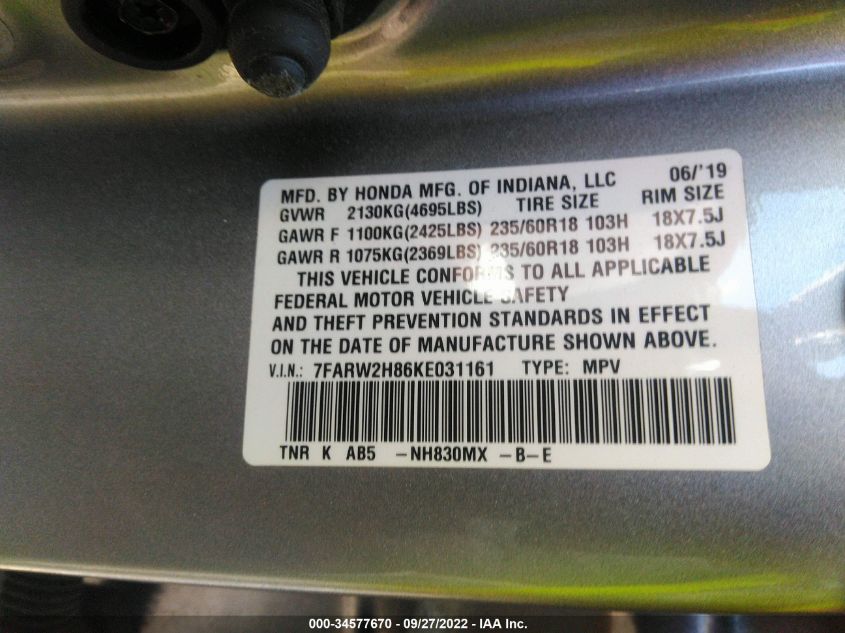 06/'19
MFD. BY HONDA MFG. OF INDIANA, LLC
GVWR 2130KG(4695LBS) TIRE SIZE RIM SIZE
GAWR F 1100KG(2425LBS) 235/60R18 103H 18X7.5J
GAWR R 1075KG(2369LBS) 235/60R18 103H 18X7.5J
THIS VEHICLE CONFORMS TO ALL APPLICABLE
FEDERAL MOTOR VEHICLE SAFETY
AND THEFT PREVENTION STANDARDS IN EFFECT
ON THE DATE OF MANUFACTURE SHOWN ABOVE.
V.I.N.: 7FARW2H86KE031161 TYPE: MPV
TNR K AB5 -NH830MX -B-E
000-34577670 - 09/27/2022 - IAA Inc.